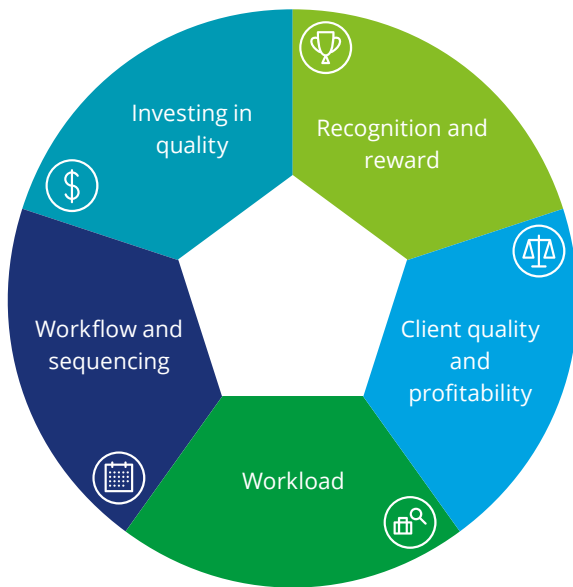 Investing in
quality
Recognition and
reward
Client quality
and
profitability
Workload
Workflow and
sequencing
$